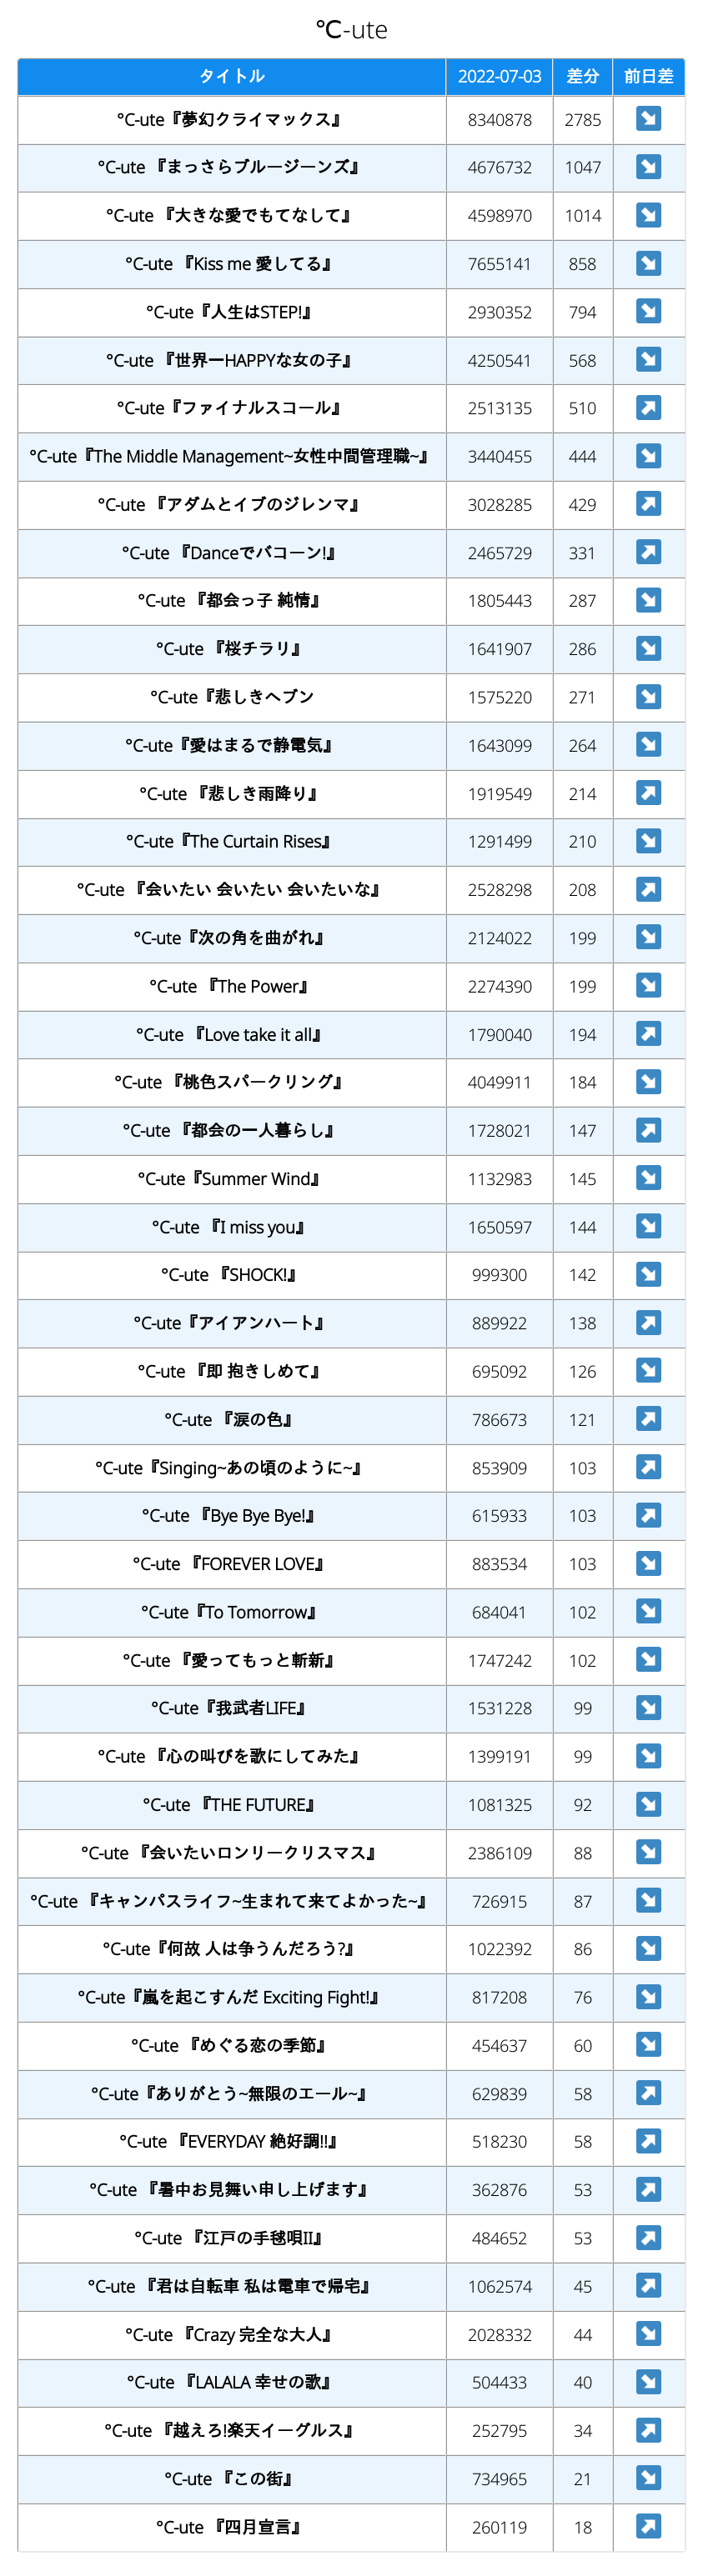 ℃-ute
タイトル 2022-07-03 差分 前日差
°C-ute『夢幻クライマックス』 8340878 2785 ↘
°C-ute 『まっさらブルージーンズ』 4676732 1047 ↘
°C-ute 『大きな愛でもてなして』 4598970 1014 ↘
°C-ute 『Kiss me 愛してる』 7655141 858 ↘
°C-ute『人生はSTEP!』 2930352 794 ↘
°C-ute 『世界一HAPPYな女の子』 4250541 568 ↘
°C-ute『ファイナルスコール』 2513135 510 ↗
°C-ute『The Middle Management~女性中間管理職~』 3440455 444 ↘
°C-ute 『アダムとイブのジレンマ』 3028285 429 ↗
°C-ute 『Danceでバコーン!』 2465729 331 ↗
°C-ute 『都会っ子 純情』 1805443 287 ↘
°C-ute 『桜チラリ』 1641907 286 ↘
°C-ute『悲しきヘブン 1575220 271 ↘
°C-ute『愛はまるで静電気』 1643099 264 ↘
°C-ute 『悲しき雨降り』 1919549 214 ↗
°C-ute『The Curtain Rises』 1291499 210 ↘
°C-ute 『会いたい 会いたい 会いたいな』 2528298 208 ↗
°C-ute『次の角を曲がれ』 2124022 199 ↘
°C-ute 『The Power』 2274390 199 ↘
°C-ute 『Love take it all』 1790040 194 ↗
°C-ute 『桃色スパークリング』 4049911 184 ↘
°C-ute 『都会の一人暮らし』 1728021 147 ↗
°C-ute『Summer Wind』 1132983 145 ↘
°C-ute 『I miss you』 1650597 144 ↘
°C-ute 『SHOCK!』 999300 142 ↘
°C-ute『アイアンハート』 889922 138 ↗
°C-ute 『即 抱きしめて』 695092 126 ↘
°C-ute 『涙の色』 786673 121 ↗
°C-ute『Singing~あの頃のように~』 853909 103 ↗
°C-ute 『Bye Bye Bye!』 615933 103 ↗
°C-ute 『FOREVER LOVE』 883534 103 ↘
°C-ute『To Tomorrow』 684041 102 ↘
°C-ute 『愛ってもっと斬新』 1747242 102 ↘
°C-ute『我武者LIFE』 1531228 99 ↘
°C-ute 『心の叫びを歌にしてみた』 1399191 99 ↘
°C-ute 『THE FUTURE』 1081325 92 ↘
°C-ute 『会いたいロンリークリスマス』 2386109 88 ↘
°C-ute 『キャンパスライフ~生まれて来てよかった~』 726915 87 ↘
°C-ute『何故 人は争うんだろう?』 1022392 86 ↘
°C-ute『嵐を起こすんだ Exciting Fight!』 817208 76 ↘
°C-ute 『めぐる恋の季節』 454637 60 ↘
°C-ute『ありがとう~無限のエール~』 629839 58 ↗
°C-ute 『EVERYDAY 絶好調!!』 518230 58 ↗
°C-ute 『暑中お見舞い申し上げます』 362876 53 ↗
°C-ute 『江戸の手毬唄II』 484652 53 ↗
°C-ute 『君は自転車 私は電車で帰宅』 1062574 45 ↗
°C-ute 『Crazy 完全な大人』 2028332 44 ↘
°C-ute 『LALALA 幸せの歌』 504433 40 ↘
°C-ute 『越えろ!楽天イーグルス』 252795 34 ↗
°C-ute 『この街』 734965 21 ↘
°C-ute 『四月宣言』 260119 18 ↗